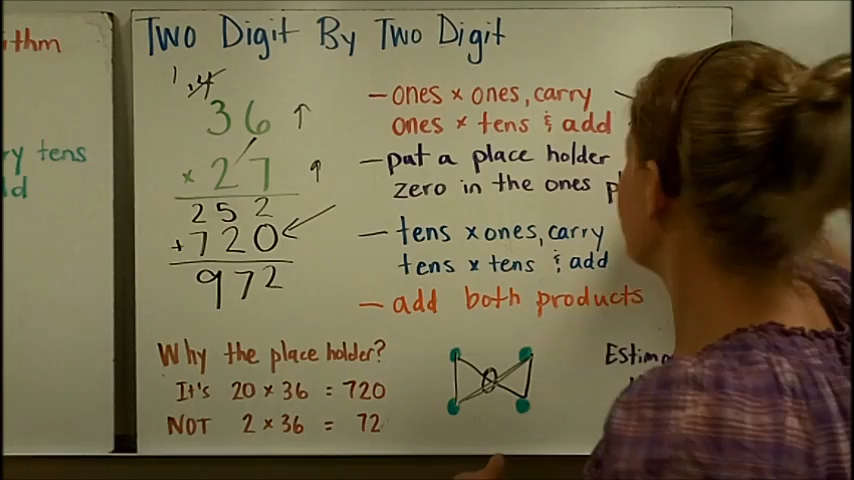 ithm
ry tens
dd
Two Digit By Two Digit
1 4
36
× 27
252
+720
972
- ones × ones, carry
ones × tens & add
- put a place holder
zero in the ones p
- tens × ones, carry
tens × tens & add
- add both products
Why the place holder?
It's 20 × 36 = 720
NOT 2 × 36 = 72
0
Estima